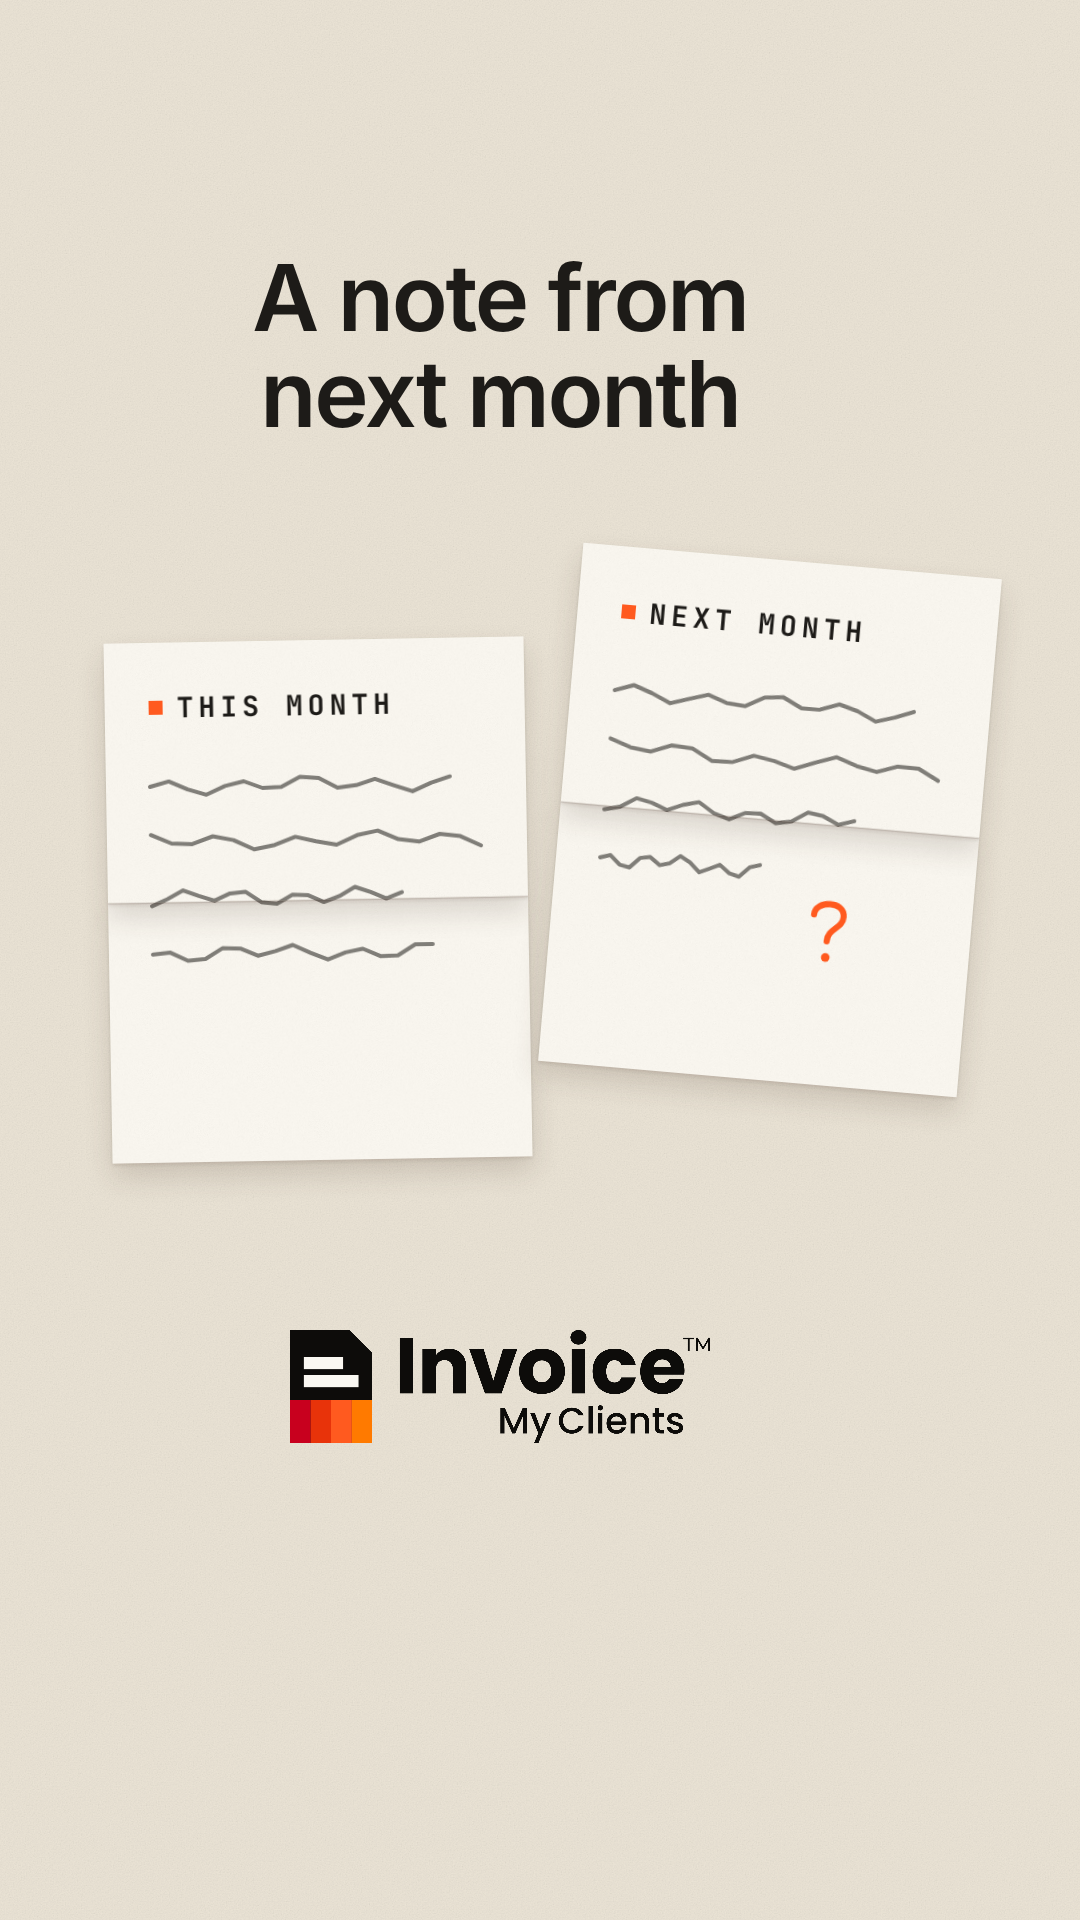 A note from
next month
THIS MONTH
NEXT MONTH
?
Invoice™
My Clients